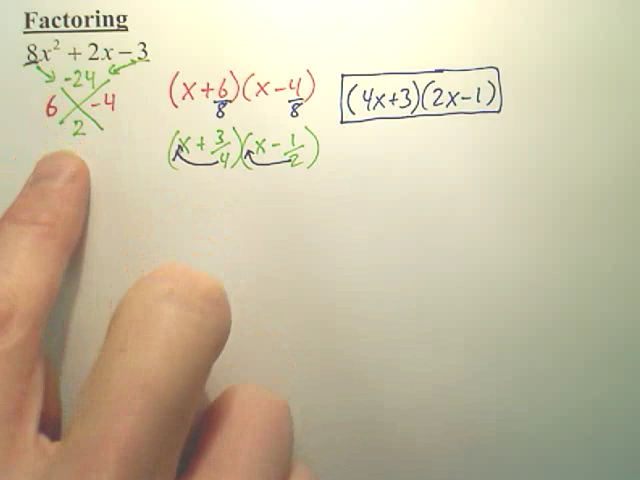 Factoring
8x² + 2x − 3
-24
6 -4
2
(x + 6/8)(x − 4/8)
(x + 3/4)(x − 1/2)
(4x+3)(2x−1)